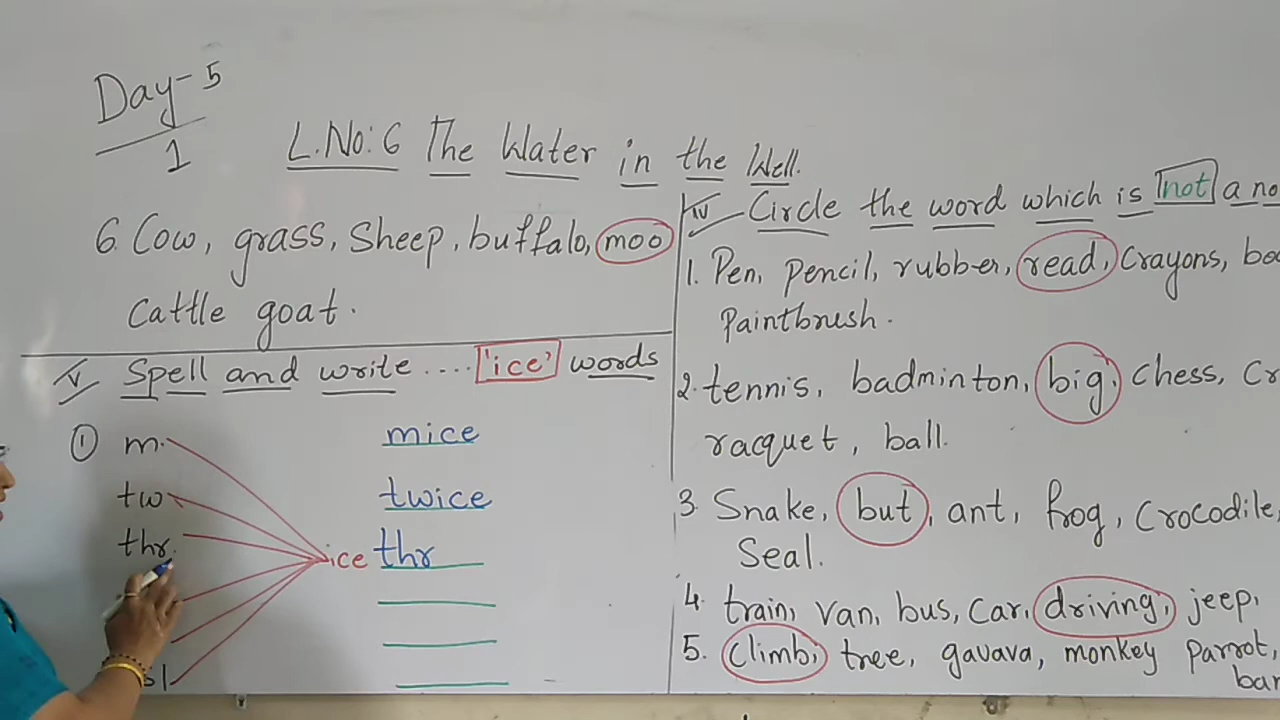 Day-5
1
L.No:6 The Water in the Well.
6. Cow, grass, Sheep, buffalo, moo
Cattle goat.
V Spell and write .... 'ice' words
① m.
mice
tw
twice
thr.
ice
thr
IV Circle the word which is not a no
1. Pen, pencil, rubber, read, Crayons, boo
Paintbrush.
2. tennis, badminton, big, chess, Cr
racquet, ball.
3. Snake, but, ant, frog, Crocodile,
Seal.
4. train, van, bus, Car, driving, jeep,
5. Climb, tree, gavava, monkey Parrot,
bar